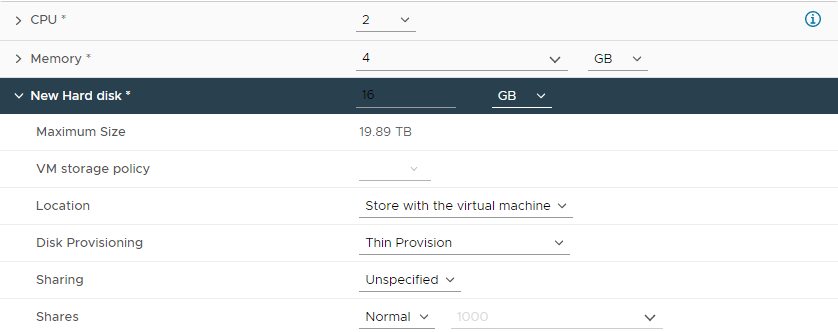 CPU * 2
Memory * 4 GB
New Hard disk * 16 GB
Maximum Size 19.89 TB
VM storage policy
Location Store with the virtual machine
Disk Provisioning Thin Provision
Sharing Unspecified
Shares Normal 1000